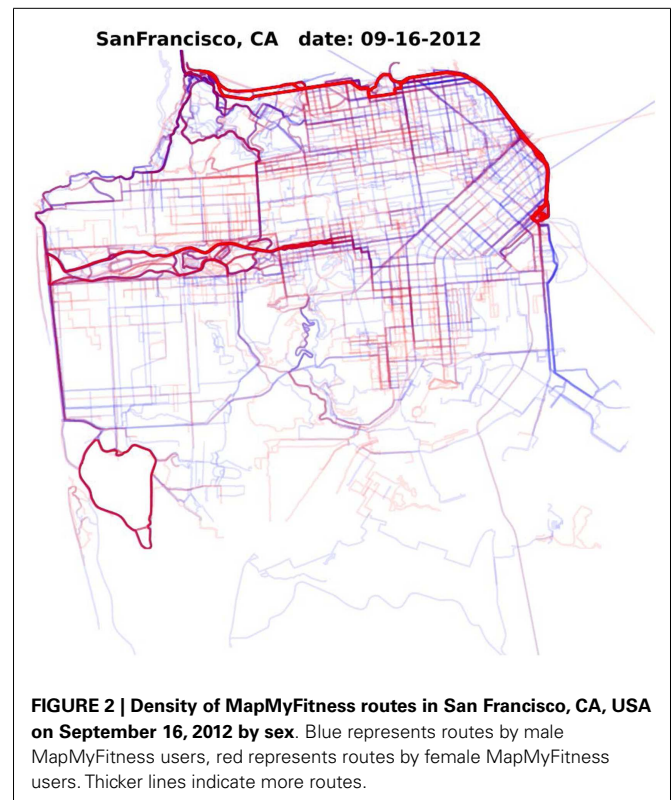 SanFrancisco, CA date: 09-16-2012
FIGURE 2 | Density of MapMyFitness routes in San Francisco, CA, USA
on September 16, 2012 by sex. Blue represents routes by male
MapMyFitness users, red represents routes by female MapMyFitness
users. Thicker lines indicate more routes.